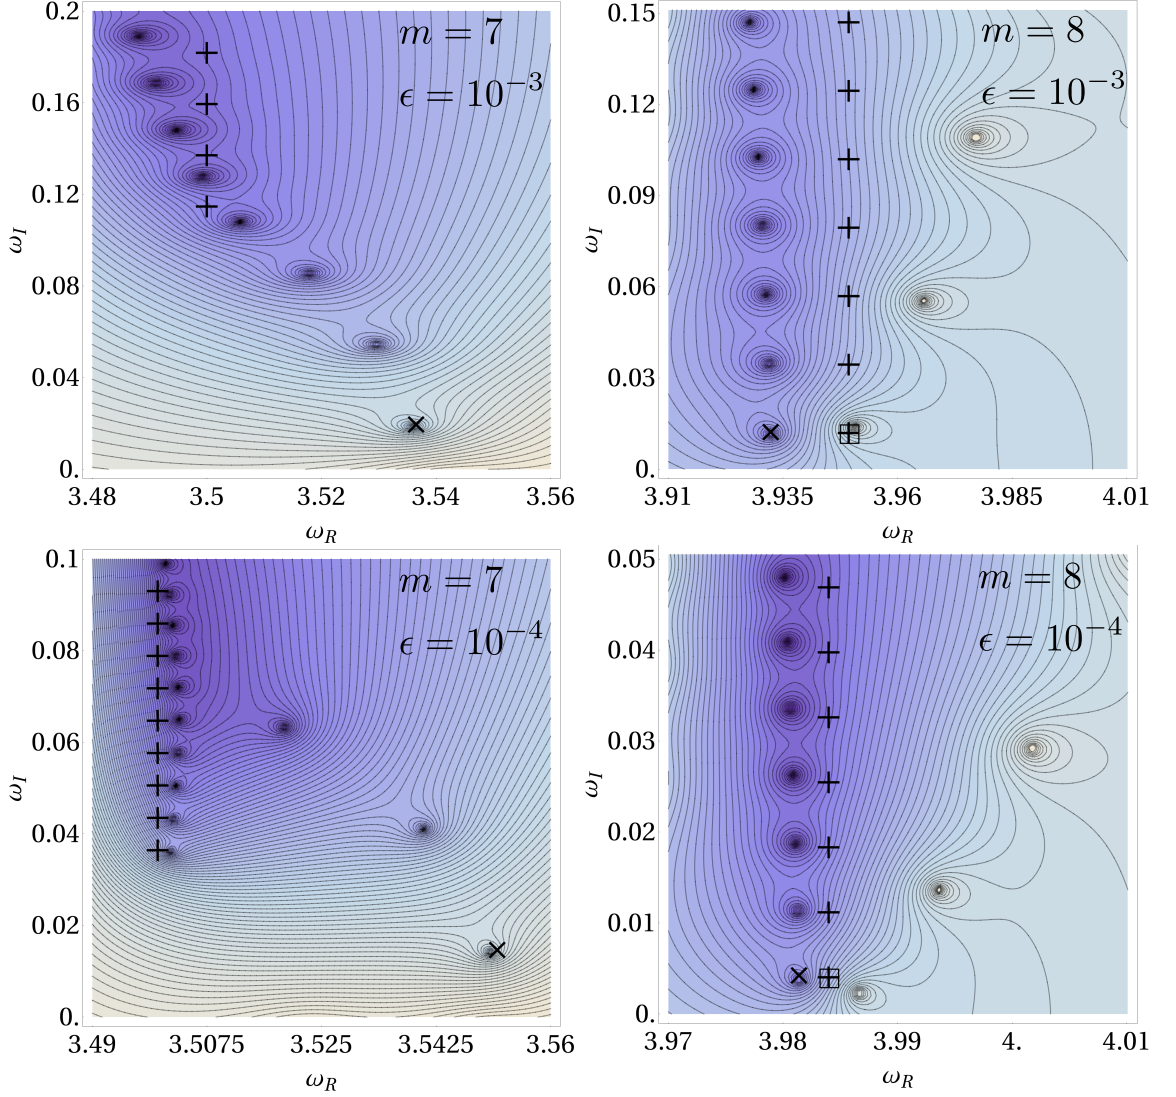 m = 7
ϵ = 10⁻³
0.2
0.16
0.12
0.08
0.04
0.
ω_I
3.48 3.5 3.52 3.54 3.56
ω_R
m = 8
ϵ = 10⁻³
0.15
0.12
0.09
0.06
0.03
0.
ω_I
3.91 3.935 3.96 3.985 4.01
ω_R
m = 7
ϵ = 10⁻⁴
0.1
0.08
0.06
0.04
0.02
0.
ω_I
3.49 3.5075 3.525 3.5425 3.56
ω_R
m = 8
ϵ = 10⁻⁴
0.05
0.04
0.03
0.02
0.01
0.
ω_I
3.97 3.98 3.99 4. 4.01
ω_R